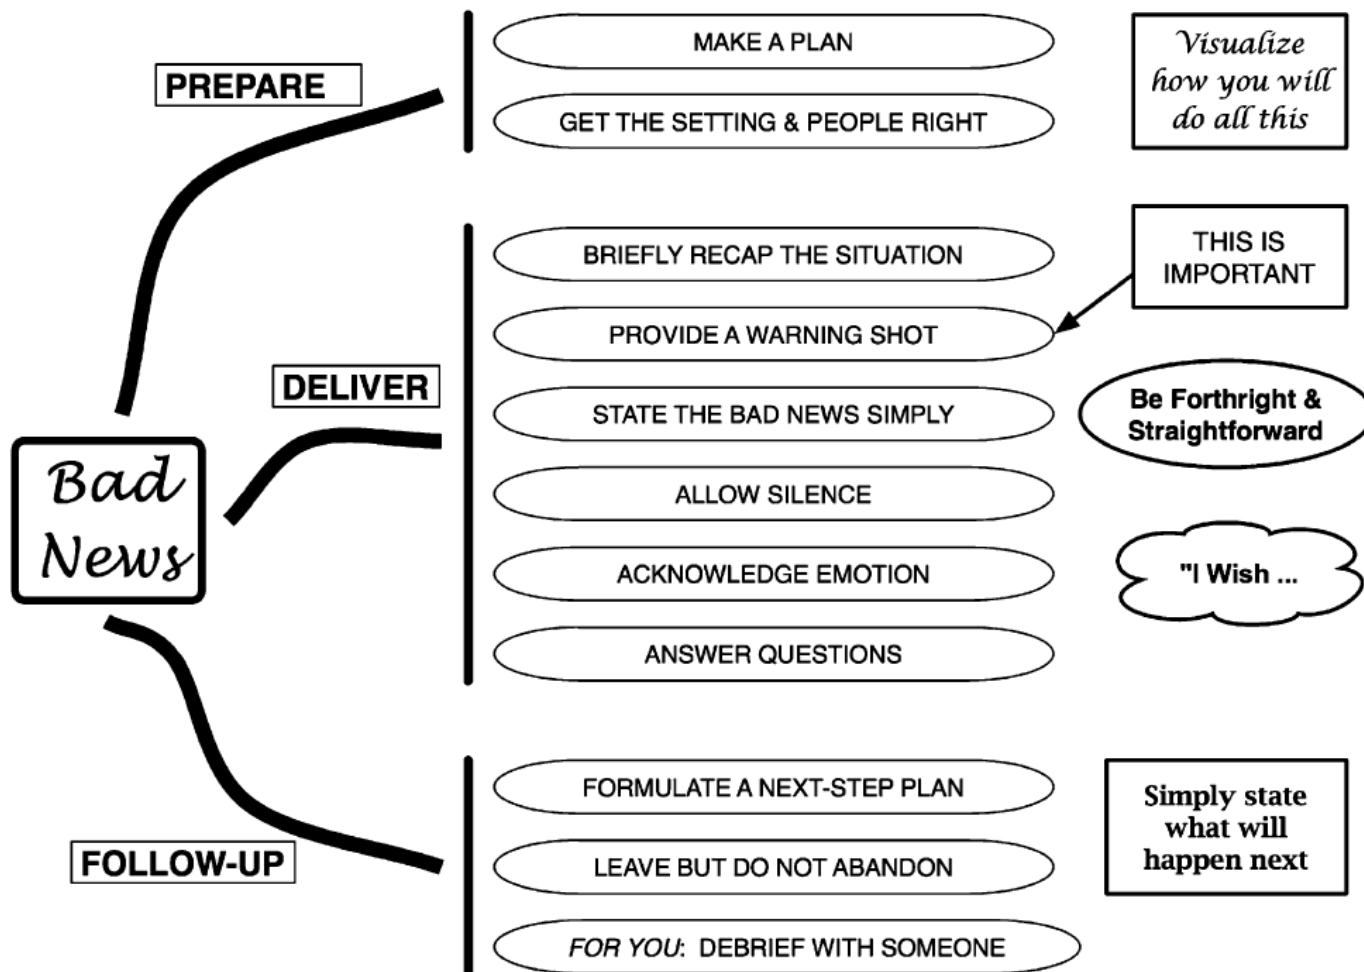 Bad
News
PREPARE
MAKE A PLAN
GET THE SETTING & PEOPLE RIGHT
Visualize
how you will
do all this
DELIVER
BRIEFLY RECAP THE SITUATION
PROVIDE A WARNING SHOT
STATE THE BAD NEWS SIMPLY
ALLOW SILENCE
ACKNOWLEDGE EMOTION
ANSWER QUESTIONS
THIS IS
IMPORTANT
Be Forthright &
Straightforward
"I Wish ...
FOLLOW-UP
FORMULATE A NEXT-STEP PLAN
LEAVE BUT DO NOT ABANDON
FOR YOU: DEBRIEF WITH SOMEONE
Simply state
what will
happen next